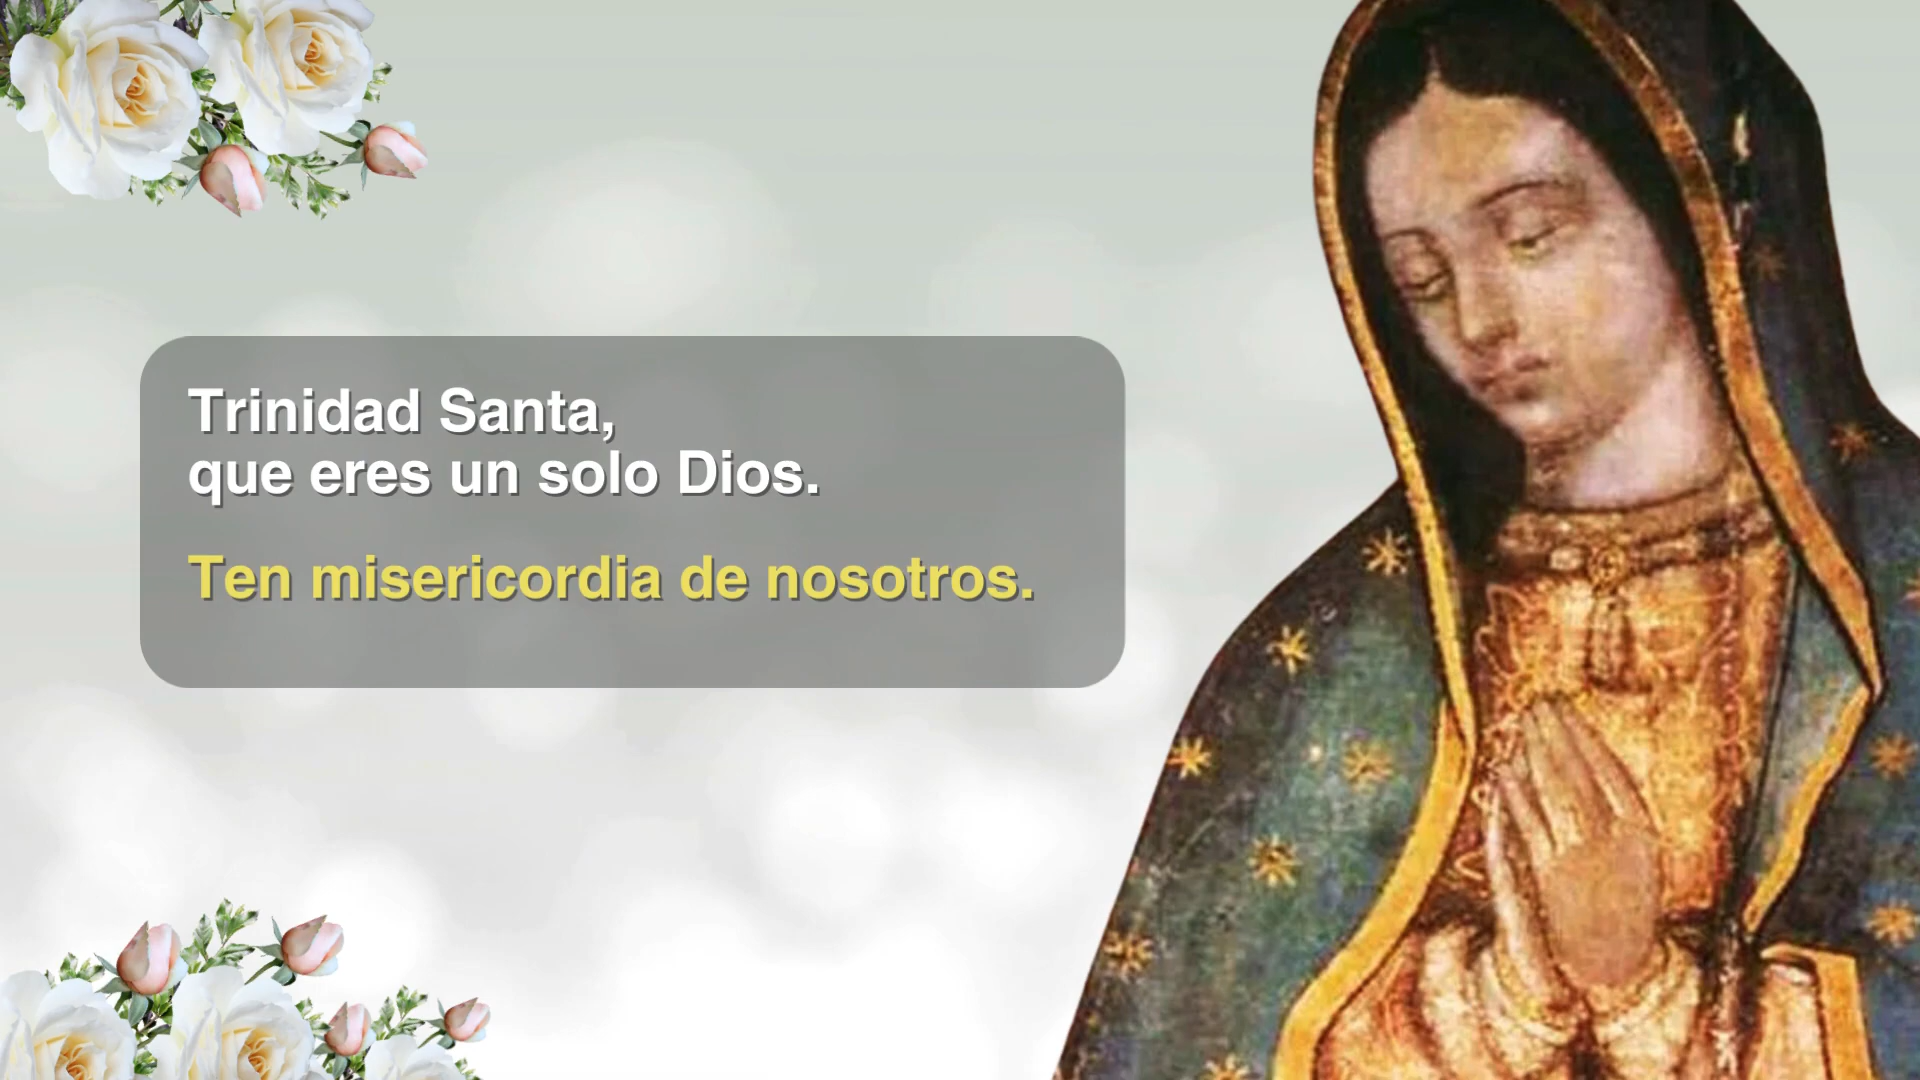 Trinidad Santa,
que eres un solo Dios.
Ten misericordia de nosotros.